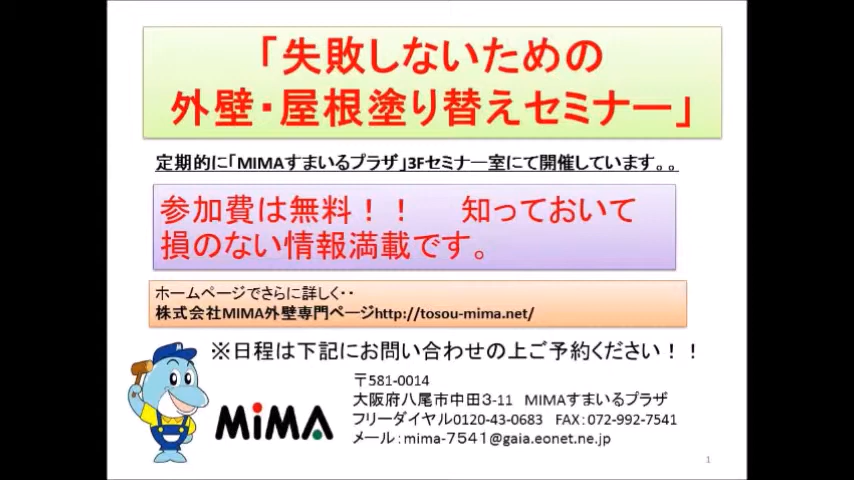 「失敗しないための
外壁・屋根塗り替えセミナー」
定期的に「MIMAすまいるプラザ」3Fセミナー室にて開催しています。。
参加費は無料！！　知っておいて
損のない情報満載です。
ホームページでさらに詳しく・・
株式会社MIMA外壁専門ページhttp://tosou-mima.net/
※日程は下記にお問い合わせの上ご予約ください！！
〒581-0014
大阪府八尾市中田3-11　MIMAすまいるプラザ
フリーダイヤル0120-43-0683　FAX：072-992-7541
メール：mima-7541@gaia.eonet.ne.jp
MiMA
1